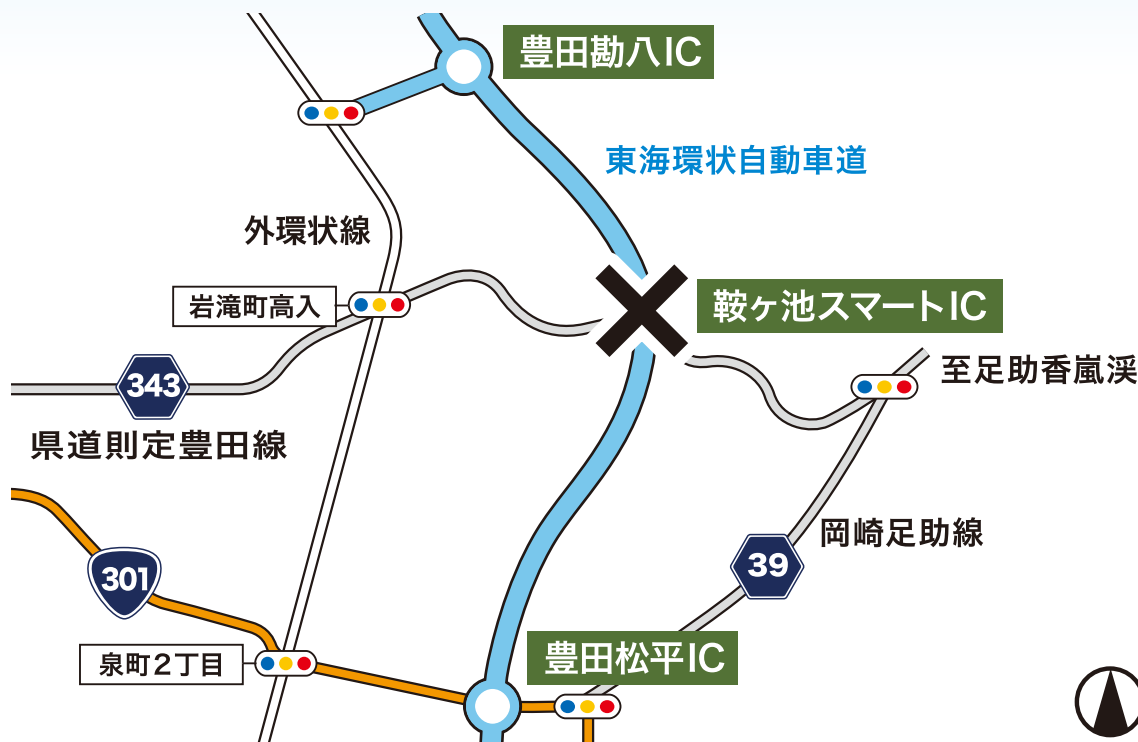 豊田勘八IC
東海環状自動車道
外環状線
岩滝町高入
鞍ヶ池スマートIC
至足助香嵐渓
343
県道則定豊田線
岡崎足助線
39
301
泉町2丁目
豊田松平IC